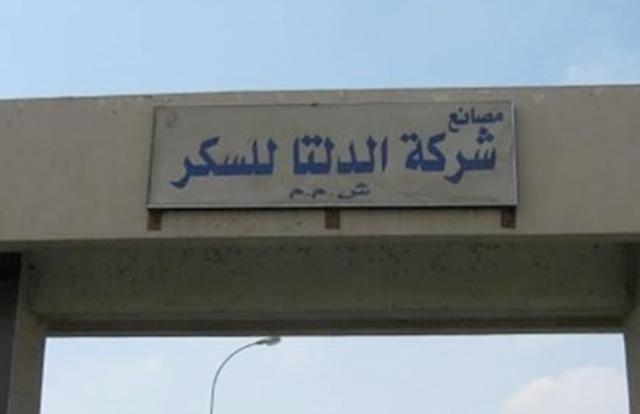 مصانع
شركة الدلتا للسكر
ش.م.م